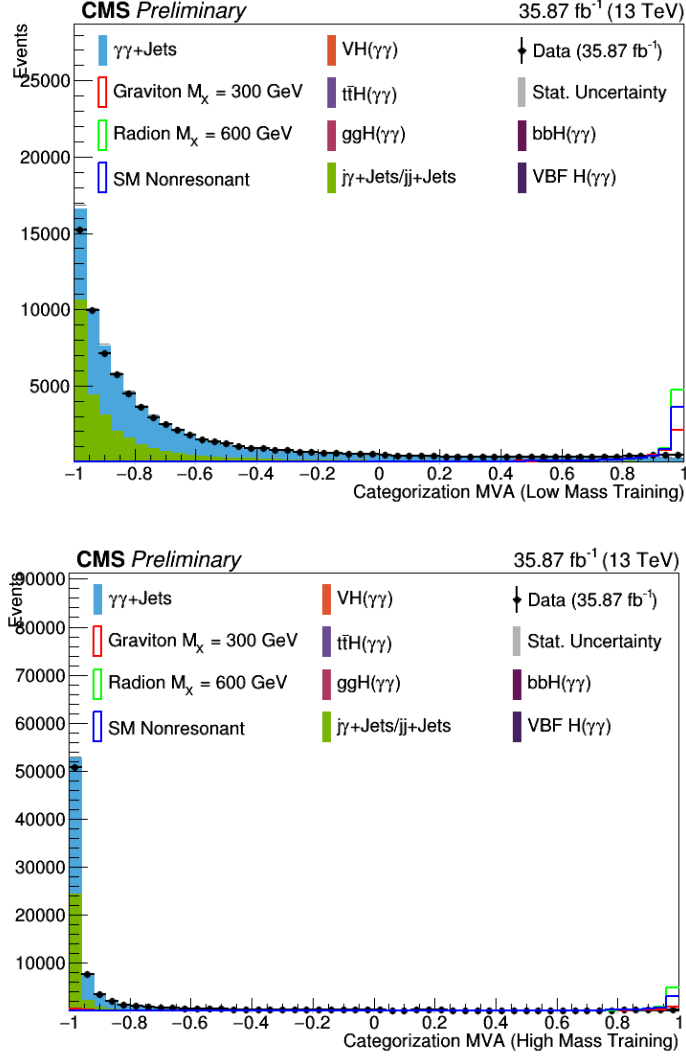 CMS Preliminary 35.87 fb⁻¹ (13 TeV)
Events
γγ+Jets VH(γγ) Data (35.87 fb⁻¹)
25000
Graviton Mₓ = 300 GeV tt̄H(γγ) Stat. Uncertainty
Radion Mₓ = 600 GeV ggH(γγ) bbH(γγ)
20000
SM Nonresonant jγ+Jets/jj+Jets VBF H(γγ)
15000
10000
5000
−1 −0.8 −0.6 −0.4 −0.2 0 0.2 0.4 0.6 0.8 1
Categorization MVA (Low Mass Training)
CMS Preliminary 35.87 fb⁻¹ (13 TeV)
Events
90000
γγ+Jets VH(γγ) Data (35.87 fb⁻¹)
80000
Graviton Mₓ = 300 GeV tt̄H(γγ) Stat. Uncertainty
70000
Radion Mₓ = 600 GeV ggH(γγ) bbH(γγ)
60000
SM Nonresonant jγ+Jets/jj+Jets VBF H(γγ)
50000
40000
30000
20000
10000
−1 −0.8 −0.6 −0.4 −0.2 0 0.2 0.4 0.6 0.8 1
Categorization MVA (High Mass Training)